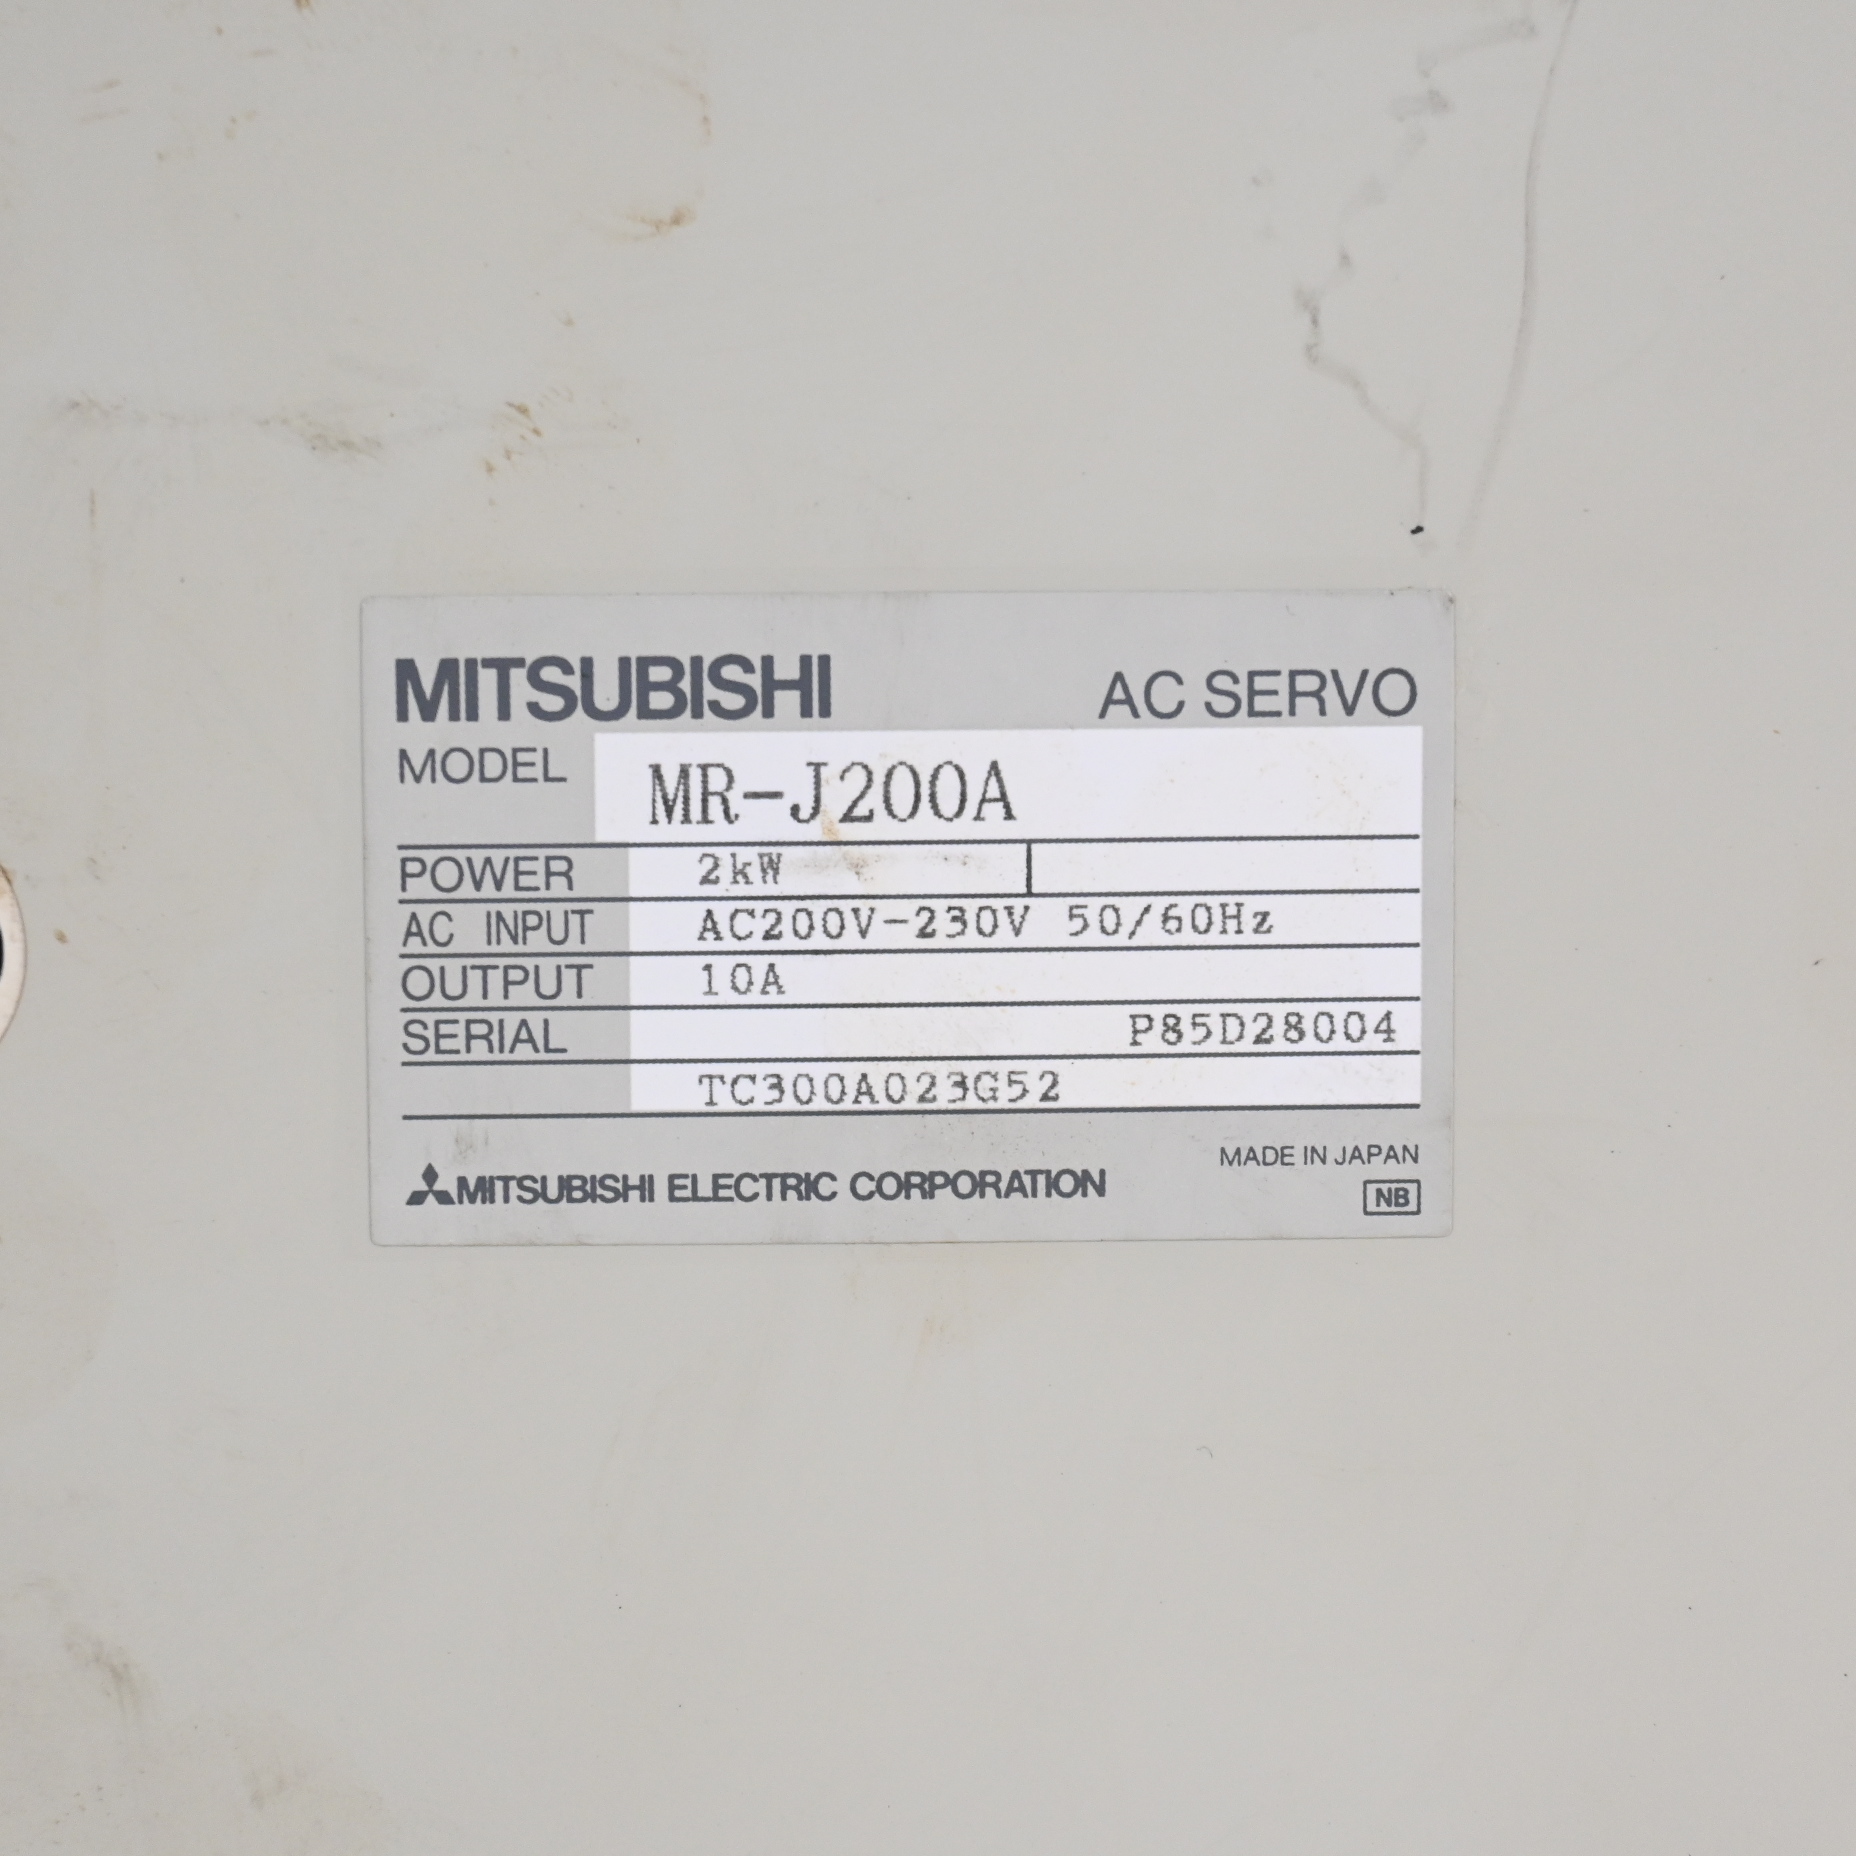 MITSUBISHI AC SERVO
MODEL MR-J200A
POWER 2kW
AC INPUT AC200V-230V 50/60Hz
OUTPUT 10A
SERIAL P85D28004
TC300A023G52
MADE IN JAPAN
MITSUBISHI ELECTRIC CORPORATION NB